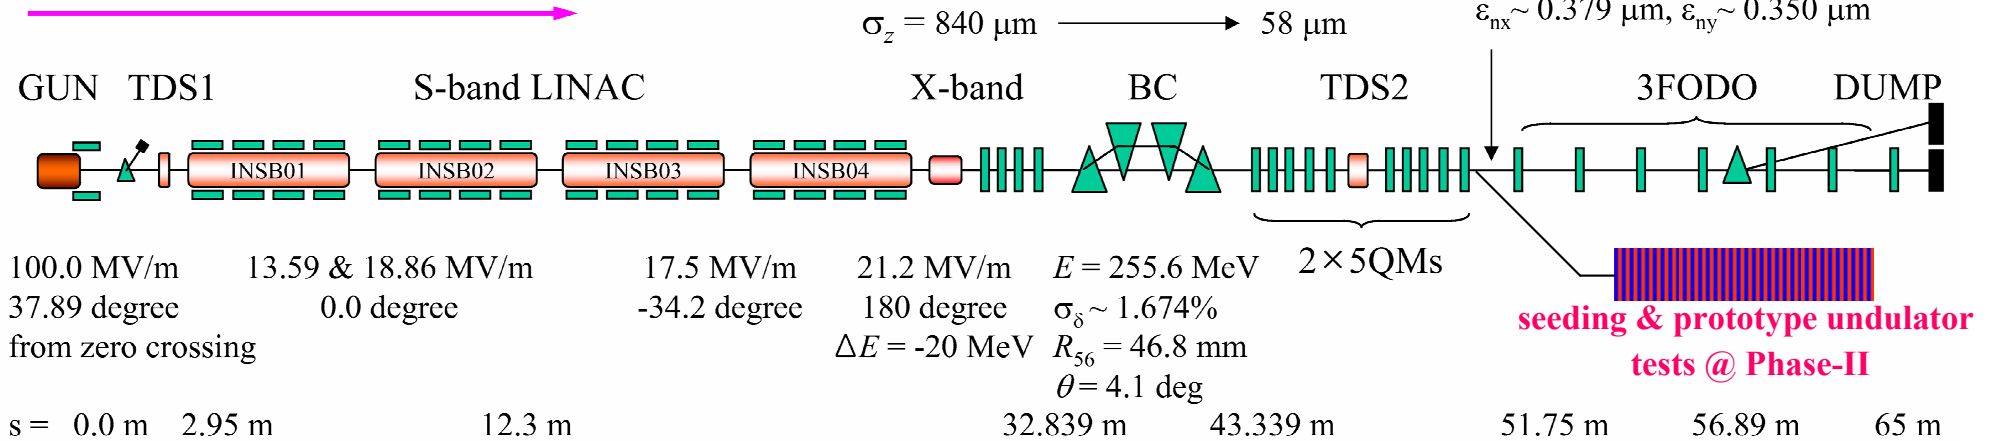 σz = 840 μm 58 μm
εnx~ 0.379 μm, εny~ 0.350 μm
GUN TDS1 S-band LINAC X-band BC TDS2 3FODO DUMP
INSB01 INSB02 INSB03 INSB04
100.0 MV/m 13.59 & 18.86 MV/m 17.5 MV/m 21.2 MV/m E = 255.6 MeV 2×5QMs
37.89 degree 0.0 degree -34.2 degree 180 degree σδ ~ 1.674%
seeding & prototype undulator
from zero crossing ΔE = -20 MeV R56 = 46.8 mm
tests @ Phase-II
θ = 4.1 deg
s = 0.0 m 2.95 m 12.3 m 32.839 m 43.339 m 51.75 m 56.89 m 65 m